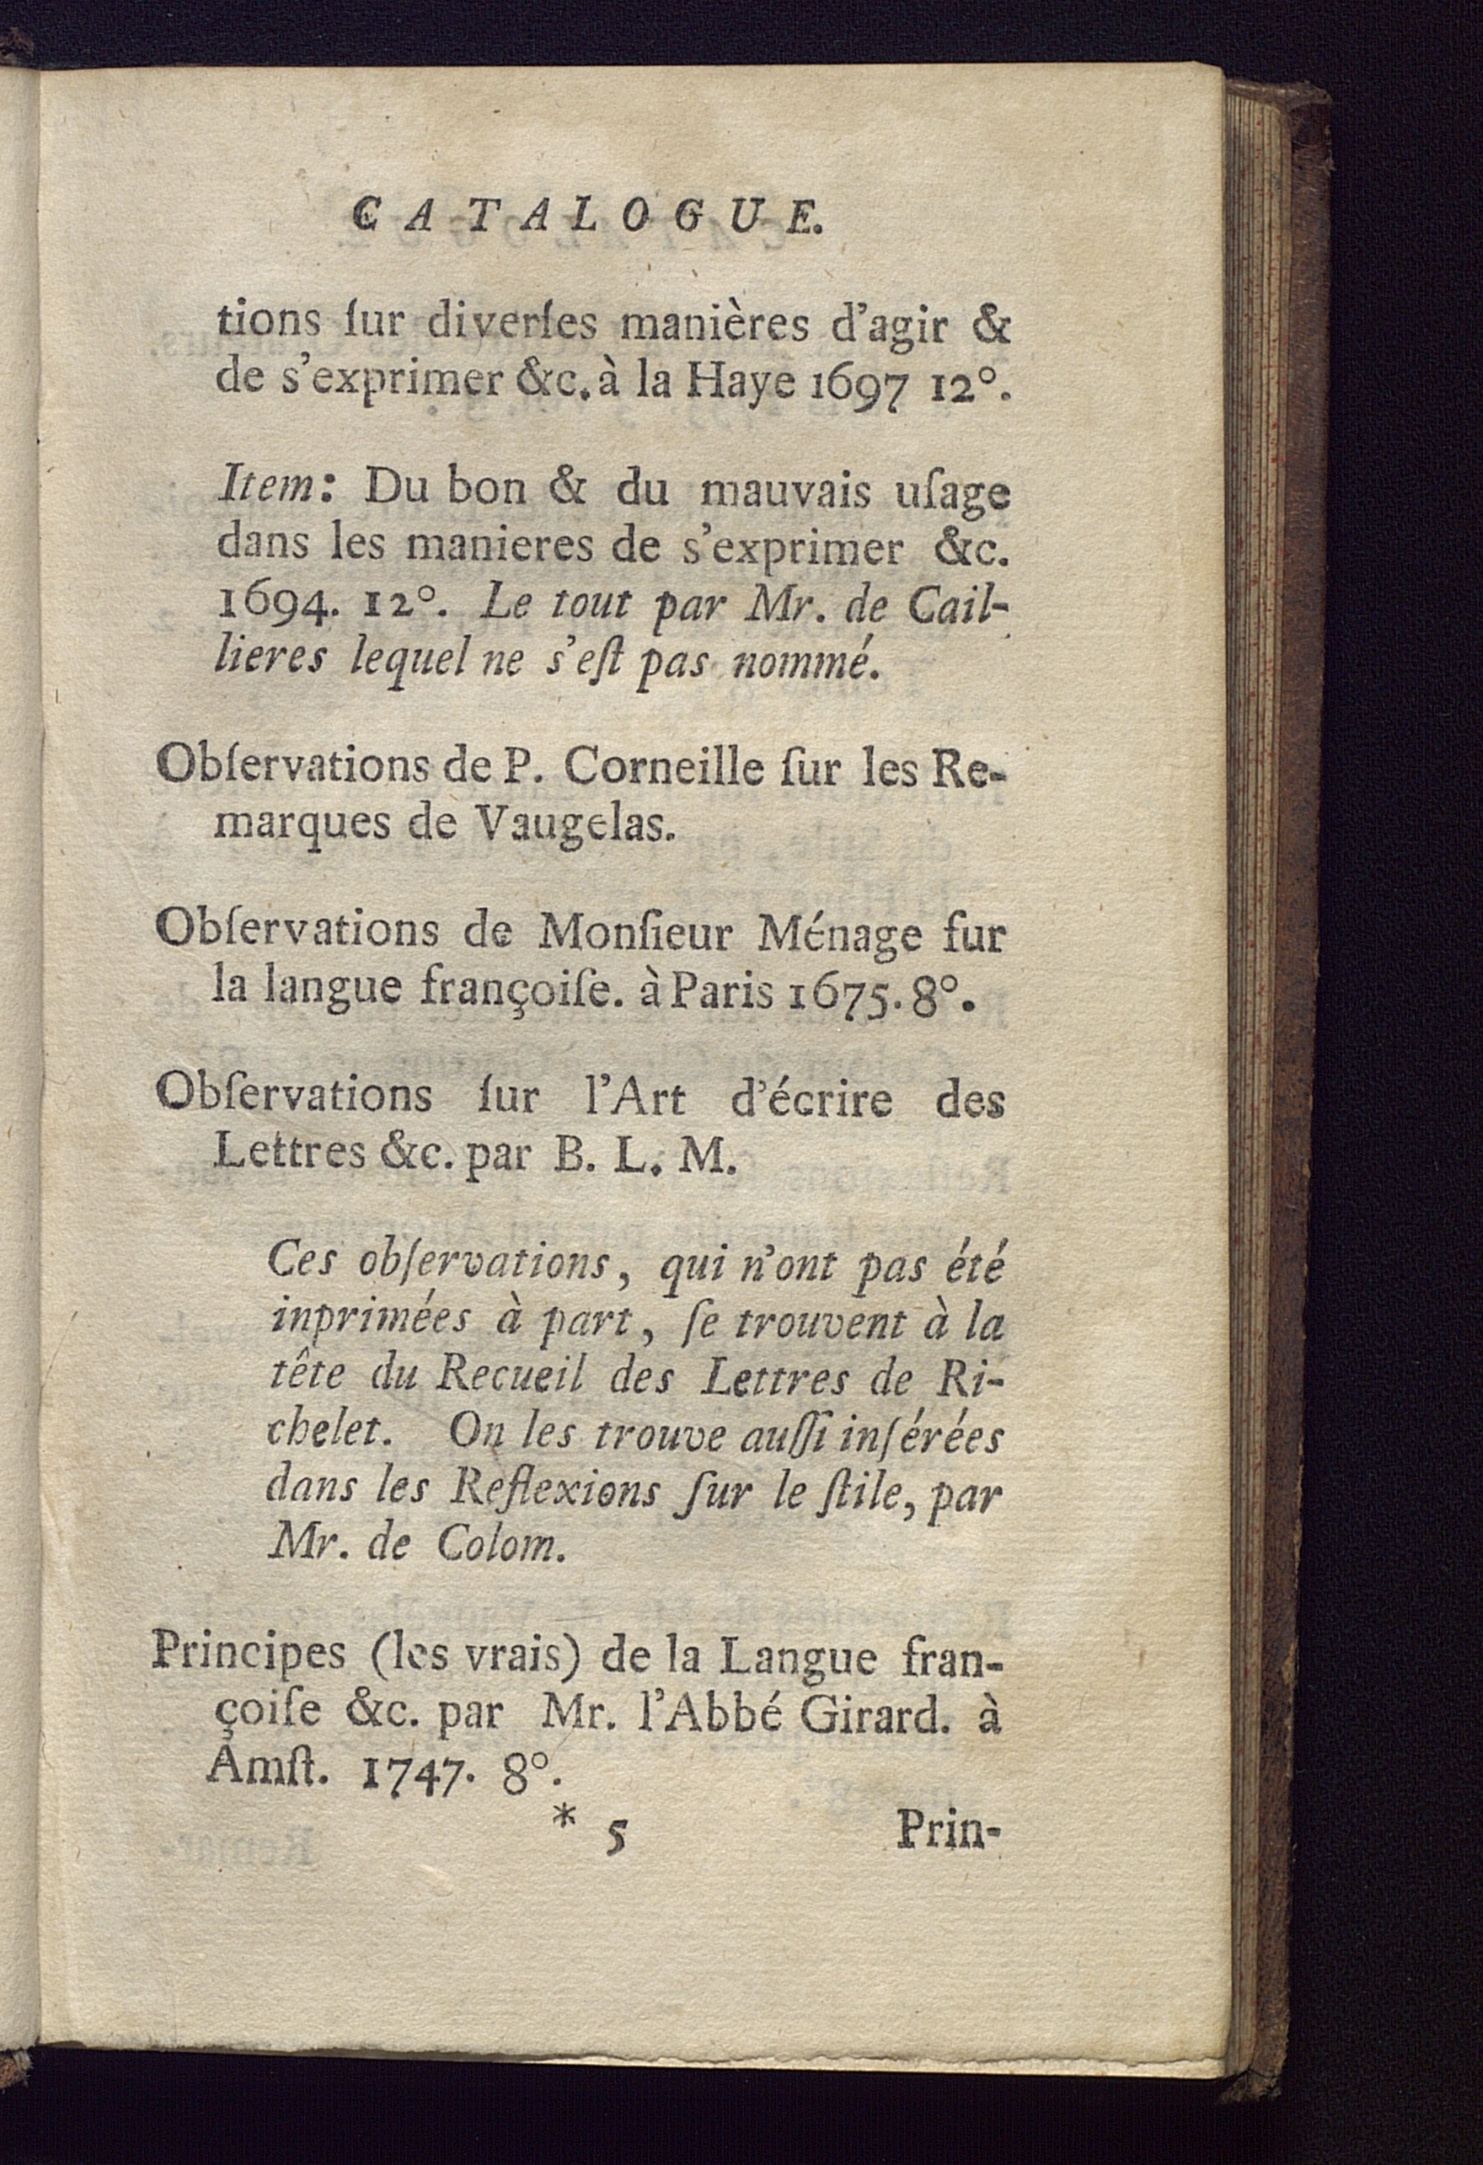 CATALOGUE.
tions ſur diverſes manières d'agir &
de s'exprimer &c. à la Haye 1697 12°.
Item: Du bon & du mauvais uſage
dans les manieres de s'exprimer &c.
1694. 12°. Le tout par Mr. de Cail-
lieres lequel ne s'eſt pas nommé.
Obſervations de P. Corneille ſur les Re-
marques de Vaugelas.
Obſervations de Monſieur Ménage ſur
la langue françoiſe. à Paris 1675. 8°.
Obſervations ſur l'Art d'écrire des
Lettres &c. par B. L. M.
Ces obſervations, qui n'ont pas été
inprimées à part, ſe trouvent à la
tête du Recueil des Lettres de Ri-
chelet. On les trouve auſſi inſérées
dans les Reflexions ſur le ſtile, par
Mr. de Colom.
Principes (les vrais) de la Langue fran-
çoiſe &c. par Mr. l'Abbé Girard. à
Amſt. 1747. 8°.
* 5 Prin-